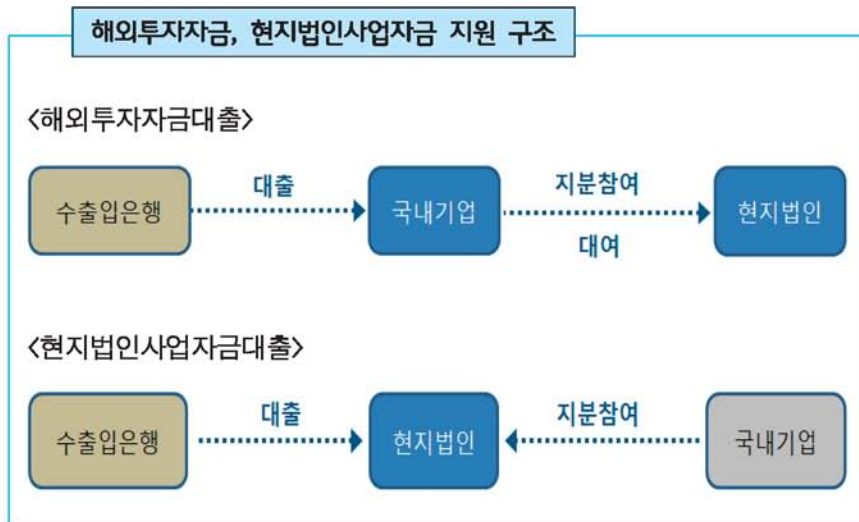 해외투자자금, 현지법인사업자금 지원 구조
<해외투자자금대출>
수출입은행
대출
국내기업
지분참여
대여
현지법인
<현지법인사업자금대출>
수출입은행
대출
현지법인
지분참여
국내기업